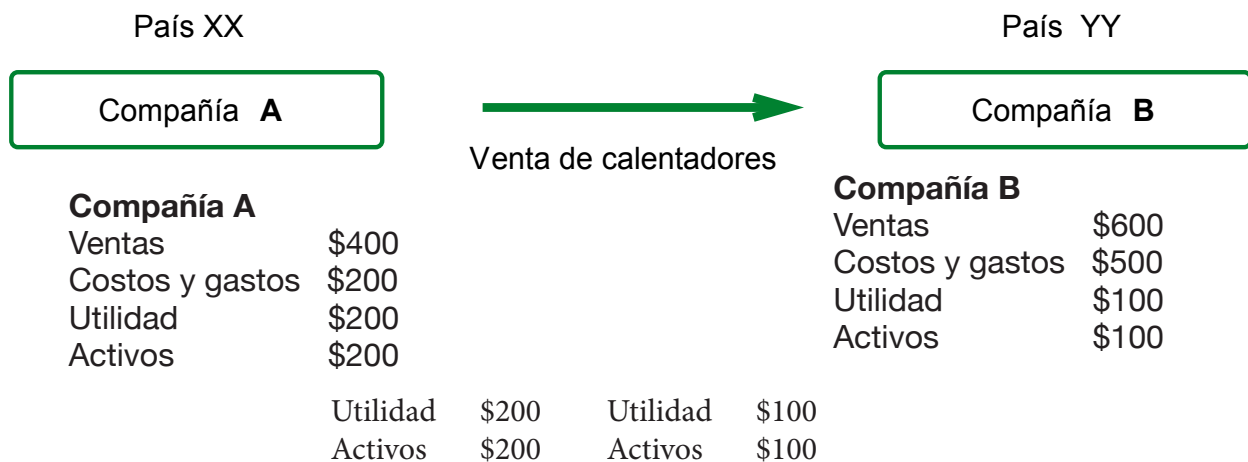 País XX
País YY
Compañía A
Compañía B
Venta de calentadores
Compañía A
Ventas $400
Costos y gastos $200
Utilidad $200
Activos $200
Compañía B
Ventas $600
Costos y gastos $500
Utilidad $100
Activos $100
Utilidad $200 Utilidad $100
Activos $200 Activos $100